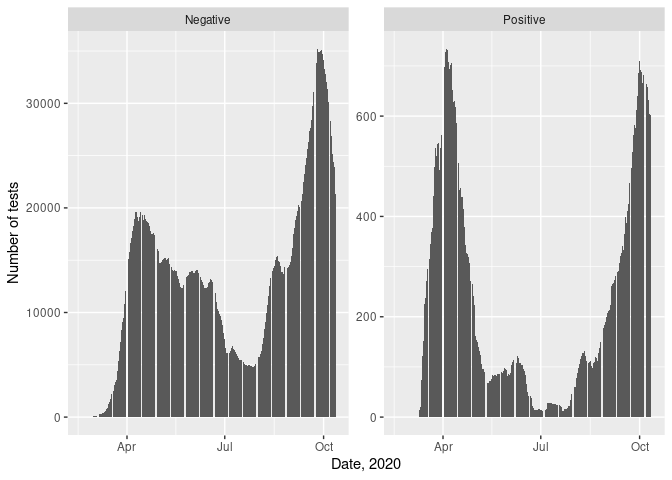 Negative
Positive
Number of tests
30000
20000
10000
0
600
400
200
0
Apr
Jul
Oct
Apr
Jul
Oct
Date, 2020